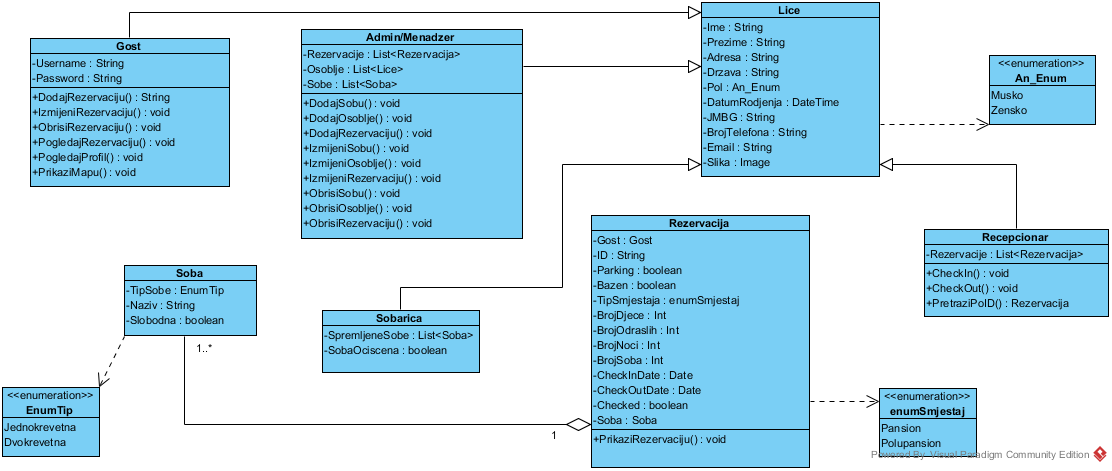 Gost
-Username : String
-Password : String
+DodajRezervaciju() : String
+IzmijeniRezervaciju() : void
+ObrisiRezervaciju() : void
+PogledajRezervaciju() : void
+PogledajProfil() : void
+PrikaziMapu() : void
Admin/Menadzer
-Rezervacije : List<Rezervacija>
-Osoblje : List<Lice>
-Sobe : List<Soba>
+DodajSobu() : void
+DodajOsoblje() : void
+DodajRezervaciju() : void
+IzmijeniSobu() : void
+IzmijeniOsoblje() : void
+IzmijeniRezervaciju() : void
+ObrisiSobu() : void
+ObrisiOsoblje() : void
+ObrisiRezervaciju() : void
Lice
-Ime : String
-Prezime : String
-Adresa : String
-Drzava : String
-Pol : An_Enum
-DatumRodjenja : DateTime
-JMBG : String
-BrojTelefona : String
-Email : String
-Slika : Image
<<enumeration>>
An_Enum
Musko
Zensko
Recepcionar
-Rezervacije : List<Rezervacija>
+CheckIn() : void
+CheckOut() : void
+PretraziPoID() : Rezervacija
Soba
-TipSobe : EnumTip
-Naziv : String
-Slobodna : boolean
1..*
Sobarica
-SpremljeneSobe : List<Soba>
-SobaOciscena : boolean
Rezervacija
-Gost : Gost
-ID : String
-Parking : boolean
-Bazen : boolean
-TipSmjestaja : enumSmjestaj
-BrojDjece : Int
-BrojOdraslih : Int
-BrojNoci : Int
-BrojSoba : Int
-CheckInDate : Date
-CheckOutDate : Date
-Checked : boolean
-Soba : Soba
+PrikaziRezervaciju() : void
1
<<enumeration>>
EnumTip
Jednokrevetna
Dvokrevetna
<<enumeration>>
enumSmjestaj
Pansion
Polupansion
Powered By Visual Paradigm Community Edition